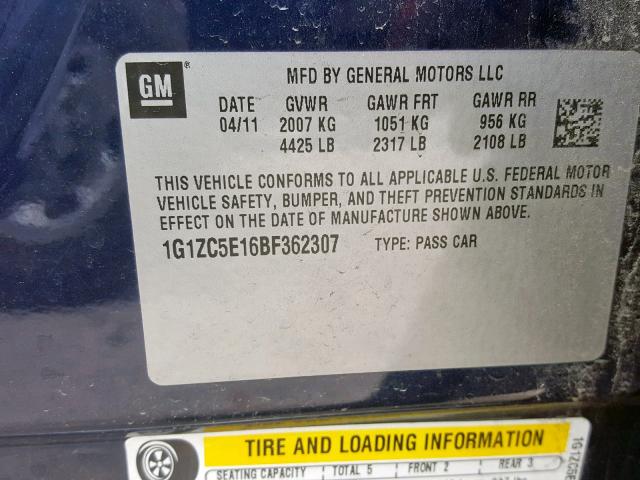 GM ®
MFD BY GENERAL MOTORS LLC
DATE GVWR GAWR FRT GAWR RR
04/11 2007 KG 1051 KG 956 KG
4425 LB 2317 LB 2108 LB
THIS VEHICLE CONFORMS TO ALL APPLICABLE U.S. FEDERAL MOTOR
VEHICLE SAFETY, BUMPER, AND THEFT PREVENTION STANDARDS IN
EFFECT ON THE DATE OF MANUFACTURE SHOWN ABOVE.
1G1ZC5E16BF362307 TYPE: PASS CAR
TIRE AND LOADING INFORMATION
SEATING CAPACITY TOTAL 5 FRONT 2 REAR 3
1G1ZC5E